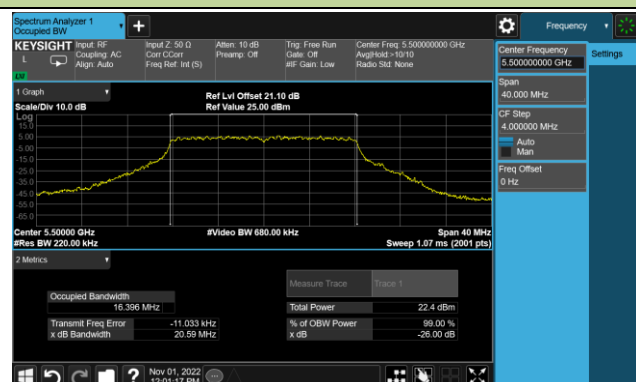 Spectrum Analyzer 1
Occupied BW
+
Frequency
KEYSIGHT
L
Input: RF
Coupling: AC
Align: Auto
Input Z: 50 Ω
Corr CCorr
Freq Ref: Int (S)
Atten: 10 dB
Preamp: Off
Trig: Free Run
Gate: Off
#IF Gain: Low
Center Freq: 5.500000000 GHz
Avg|Hold:>10/10
Radio Std: None
Center Frequency
5.500000000 GHz
Settings
Span
40.000 MHz
CF Step
4.000000 MHz
Auto
Man
Freq Offset
0 Hz
1 Graph
Scale/Div 10.0 dB
Ref Lvl Offset 21.10 dB
Ref Value 25.00 dBm
Log
15.0
5.00
-5.00
-15.0
-25.0
-35.0
-45.0
-55.0
-65.0
Center 5.50000 GHz
#Res BW 220.00 kHz
#Video BW 680.00 kHz
Span 40 MHz
Sweep 1.07 ms (2001 pts)
2 Metrics
Measure Trace
Trace 1
Occupied Bandwidth
16.396 MHz
Total Power
22.4 dBm
Transmit Freq Error
-11.033 kHz
% of OBW Power
99.00 %
x dB Bandwidth
20.59 MHz
x dB
-26.00 dB
?
Nov 01, 2022
12:01:17 PM